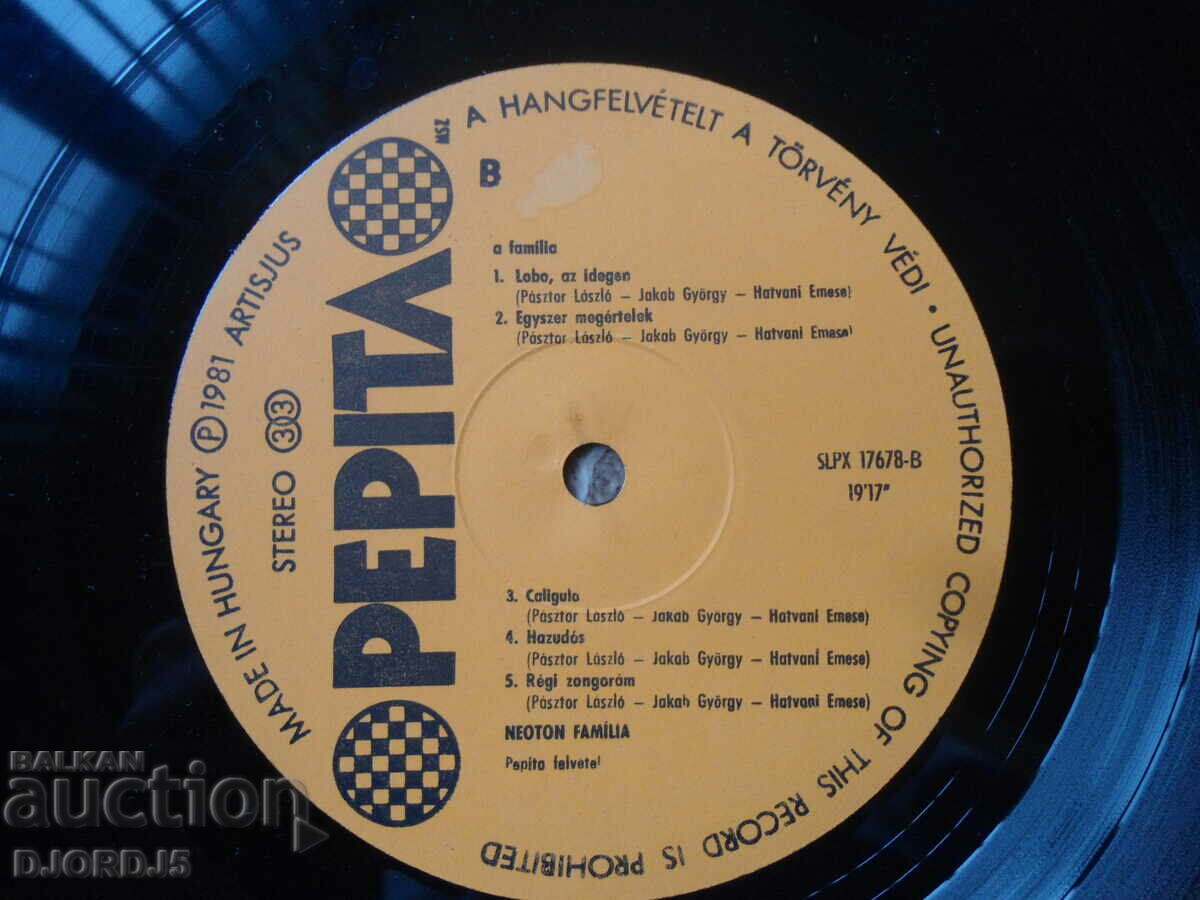 A HANGFELVÉTELT A TÖRVÉNY VÉDI • UNAUTHORIZED COPYING OF THIS RECORD IS PROHIBITED
MADE IN HUNGARY Ⓟ 1981 ARTISJUS
STEREO 33
PEPITA
MSZ
B
a família
1. Lobo, az idegen
(Pásztor László – Jakab György – Hatvani Emese)
2. Egyszer megértelek
(Pásztor László – Jakab György – Hatvani Emese)
SLPX 17678-B
19'17"
3. Caligula
(Pásztor László – Jakab György – Hatvani Emese)
4. Hazudós
(Pásztor László – Jakab György – Hatvani Emese)
5. Régi zongorám
(Pásztor László – Jakab György – Hatvani Emese)
NEOTON FAMÍLIA
Pepita felvétel
BALKAN
auction
DJORD_J5